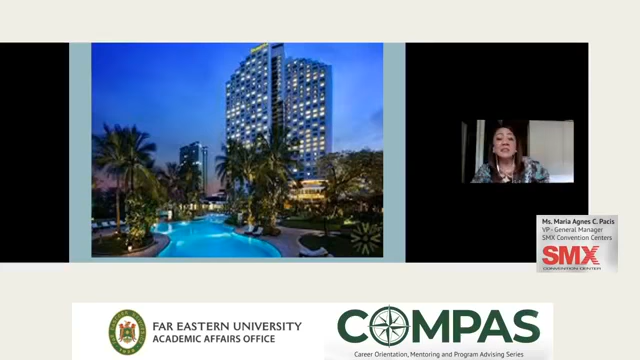 Ms. Maria Agnes C. Pacis
VP - General Manager
SMX Convention Centers
SMX
CONVENTION CENTER
FAR EASTERN UNIVERSITY
ACADEMIC AFFAIRS OFFICE
COMPAS
Career Orientation, Mentoring and Program Advising Series